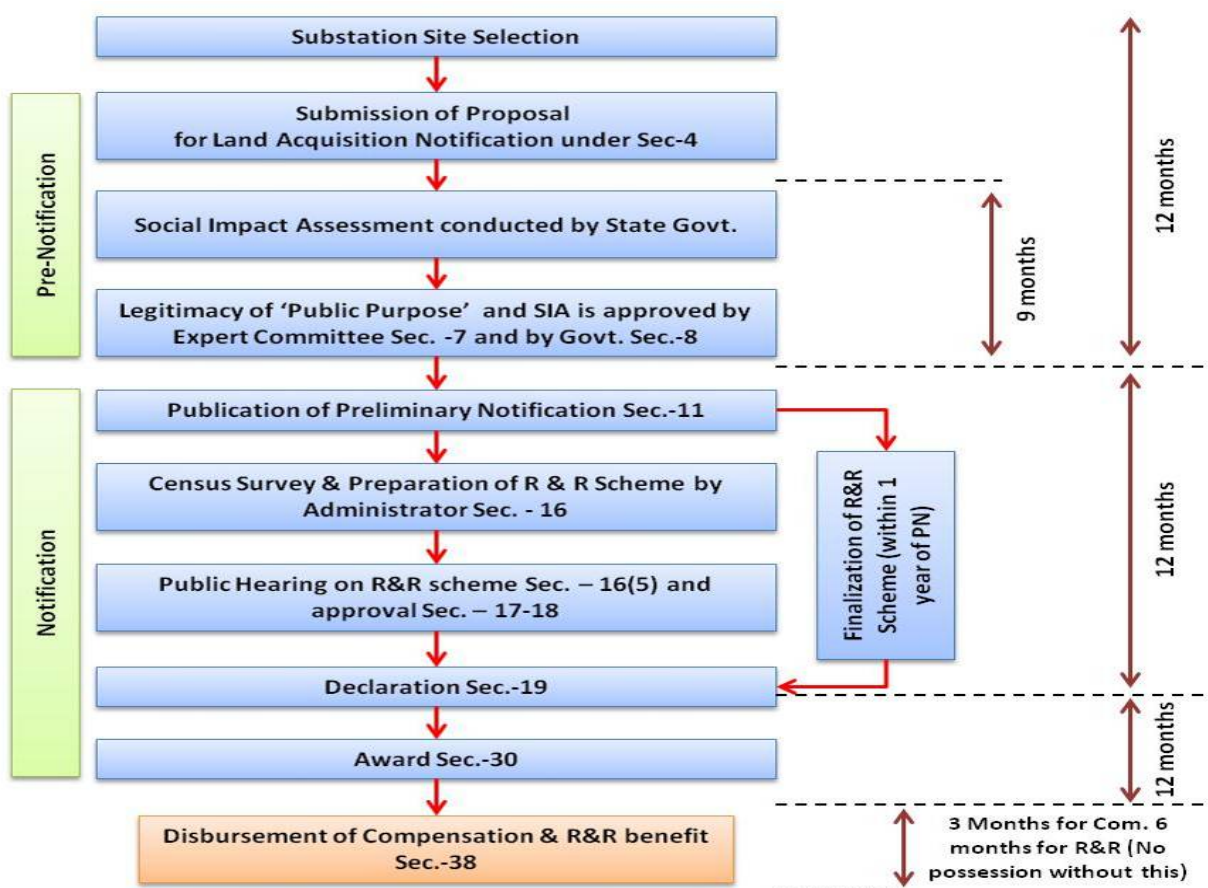 Substation Site Selection
Pre-Notification
Submission of Proposal
for Land Acquisition Notification under Sec-4
Social Impact Assessment conducted by State Govt.
Legitimacy of ‘Public Purpose’ and SIA is approved by
Expert Committee Sec. -7 and by Govt. Sec.-8
9 months
12 months
Notification
Publication of Preliminary Notification Sec.-11
Census Survey & Preparation of R & R Scheme by
Administrator Sec. - 16
Public Hearing on R&R scheme Sec. – 16(5) and
approval Sec. – 17-18
Finalization of R&R
Scheme (within 1
year of PN)
12 months
Declaration Sec.-19
Award Sec.-30
12 months
Disbursement of Compensation & R&R benefit
Sec.-38
3 Months for Com. 6
months for R&R (No
possession without this)